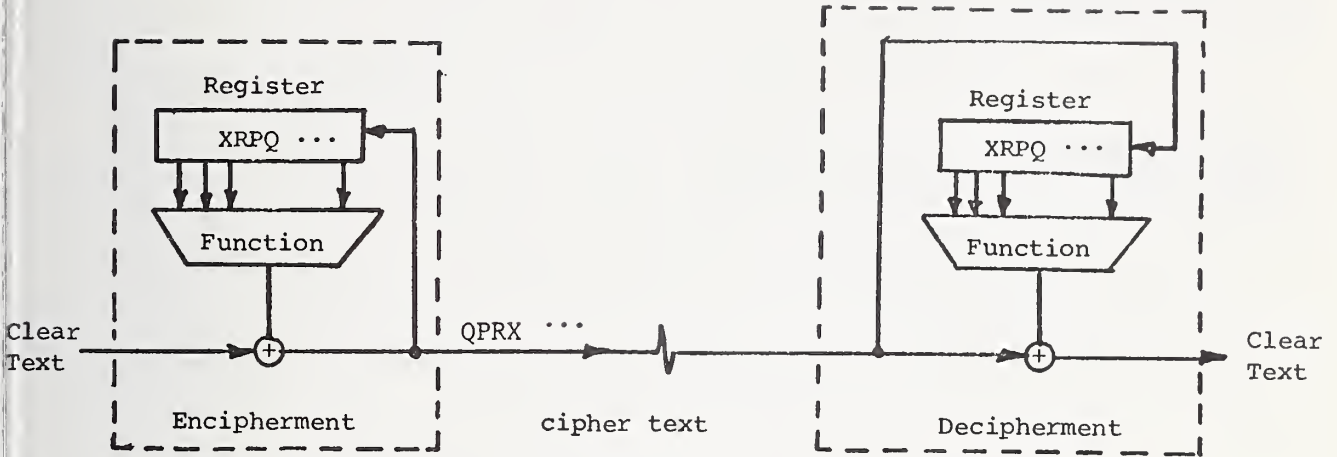 Register
XRPQ ...
Function
Clear
Text
+
QPRX ...
Encipherment
cipher text
Register
XRPQ ...
Function
+
Clear
Text
Decipherment